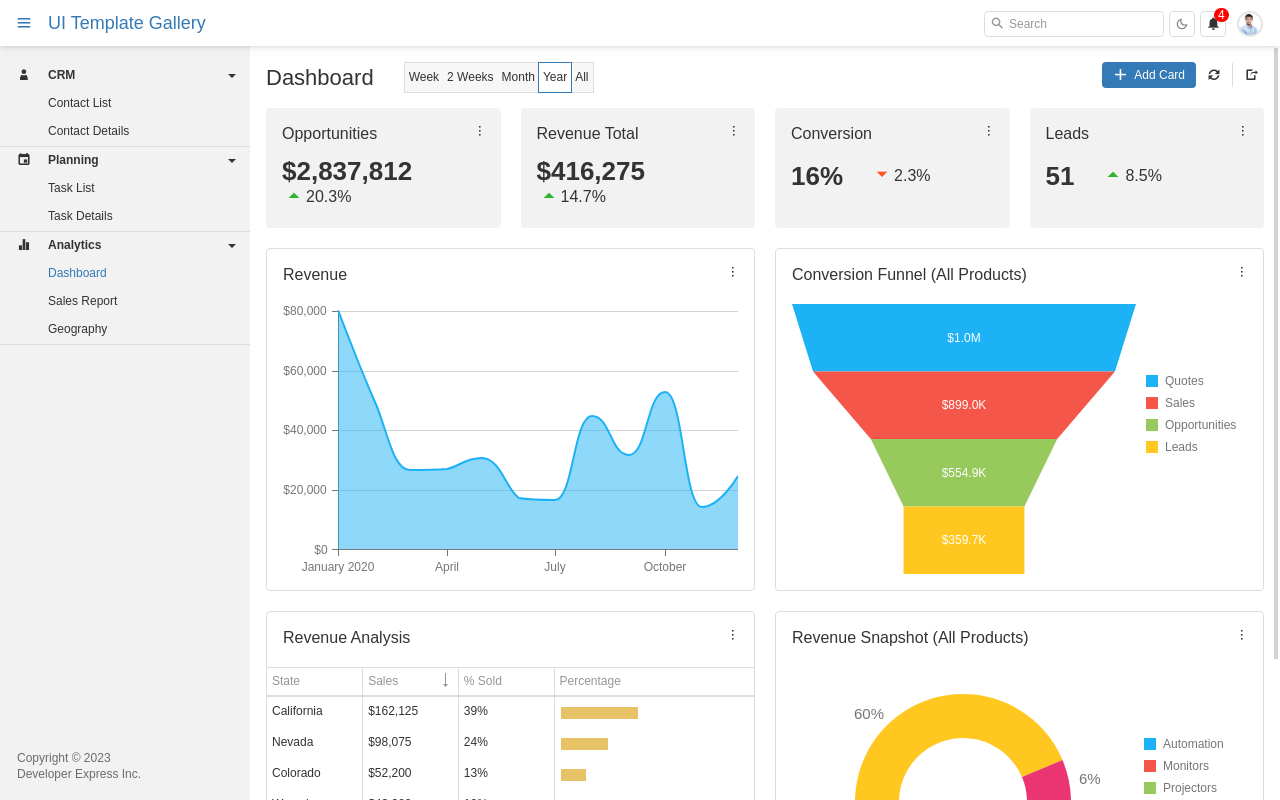 UI Template Gallery
Search
4
CRM
Contact List
Contact Details
Planning
Task List
Task Details
Analytics
Dashboard
Sales Report
Geography
Copyright © 2023
Developer Express Inc.
Dashboard
Week 2 Weeks Month Year All
Add Card
Opportunities
$2,837,812
20.3%
Revenue Total
$416,275
14.7%
Conversion
16% 2.3%
Leads
51 8.5%
Revenue
$80,000
$60,000
$40,000
$20,000
$0
January 2020 April July October
Conversion Funnel (All Products)
$1.0M
$899.0K
$554.9K
$359.7K
Quotes
Sales
Opportunities
Leads
Revenue Analysis
State Sales % Sold Percentage
California $162,125 39%
Nevada $98,075 24%
Colorado $52,200 13%
Revenue Snapshot (All Products)
60%
6%
Automation
Monitors
Projectors